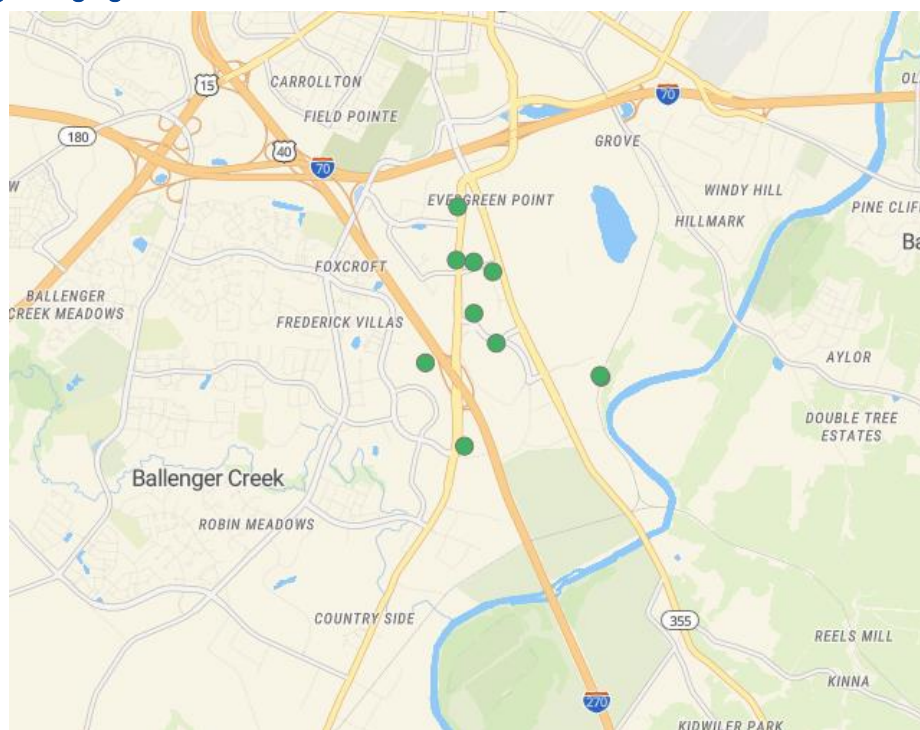 CARROLLTON
15
70
FIELD POINTE
180
40
70
GROVE
EVERGREEN POINT
WINDY HILL
HILLMARK
PINE CLIF
Ba
FOXCROFT
BALLENGER
CREEK MEADOWS
FREDERICK VILLAS
AYLOR
DOUBLE TREE
ESTATES
Ballenger Creek
ROBIN MEADOWS
COUNTRY SIDE
355
REELS MILL
KINNA
270
KIDWILER PARK